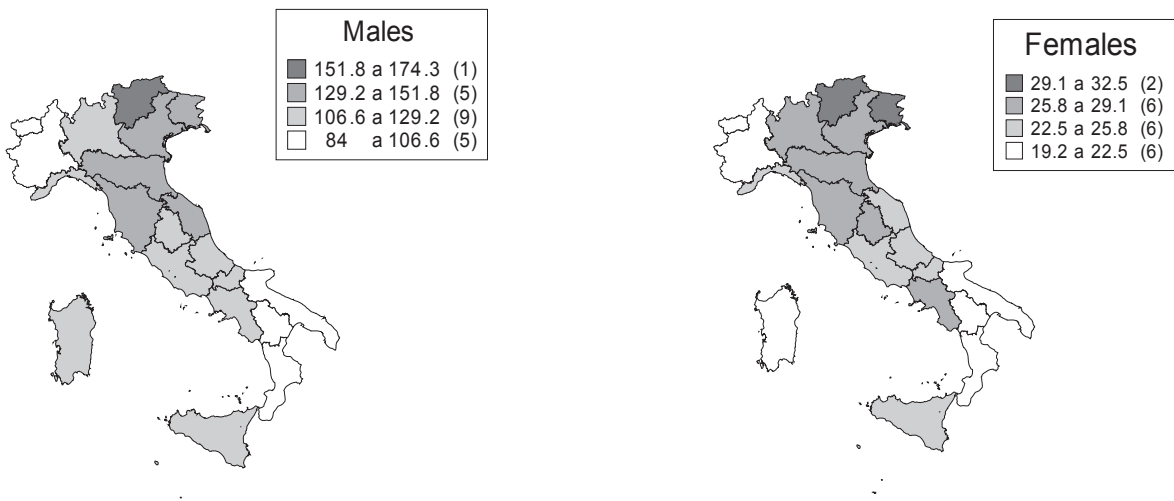 Males
151.8 a 174.3 (1)
129.2 a 151.8 (5)
106.6 a 129.2 (9)
84 a 106.6 (5)
Females
29.1 a 32.5 (2)
25.8 a 29.1 (6)
22.5 a 25.8 (6)
19.2 a 22.5 (6)